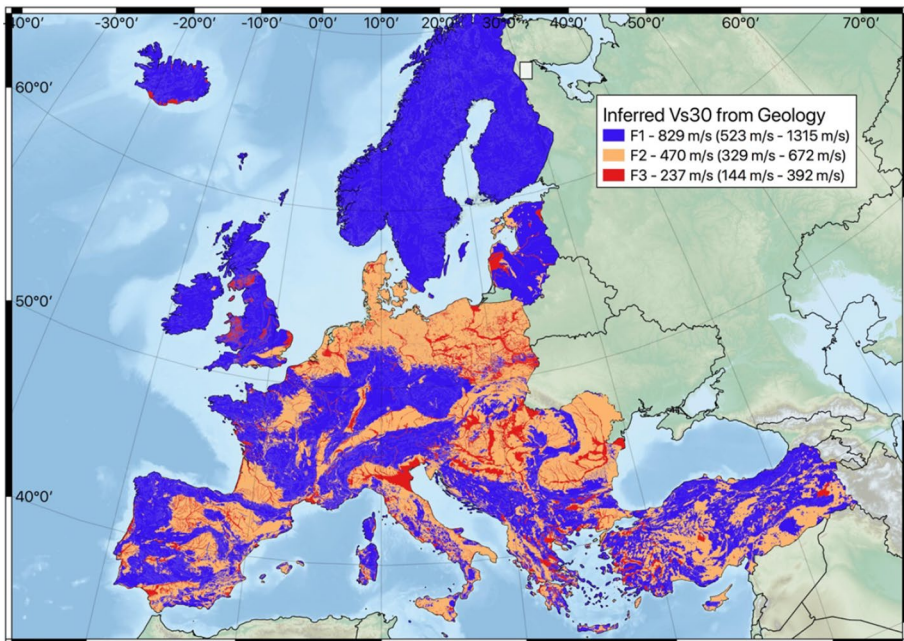 -40°0′ -30°0′ -20°0′ -10°0′ 0°0′ 10°0′ 20°0′ 30°0′ 40°0′ 50°0′ 60°0′ 70°0′
60°0′
Inferred Vs30 from Geology
F1 - 829 m/s (523 m/s - 1315 m/s)
F2 - 470 m/s (329 m/s - 672 m/s)
F3 - 237 m/s (144 m/s - 392 m/s)
50°0′
40°0′